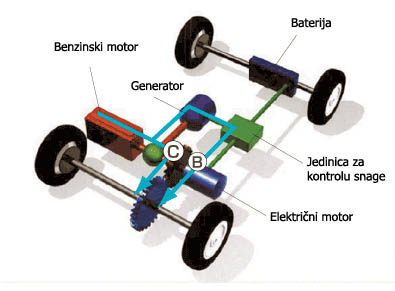 Baterija
Benzinski motor
Generator
C
B
Jedinica za
kontrolu snage
Električni motor